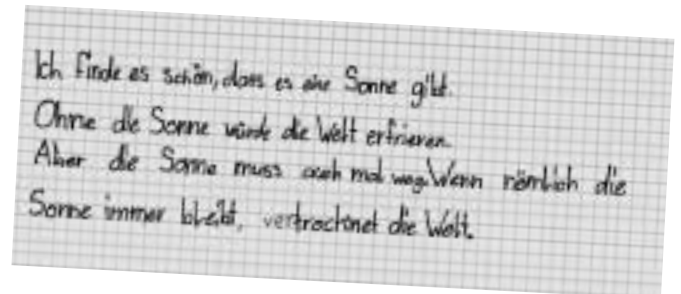 Ich finde es schön, dass es eine Sonne gibt.
Ohne die Sonne würde die Welt erfrieren.
Aber die Sonne muss auch mal weg. Wenn nämlich die
Sonne immer bleibt, vertrocknet die Welt.